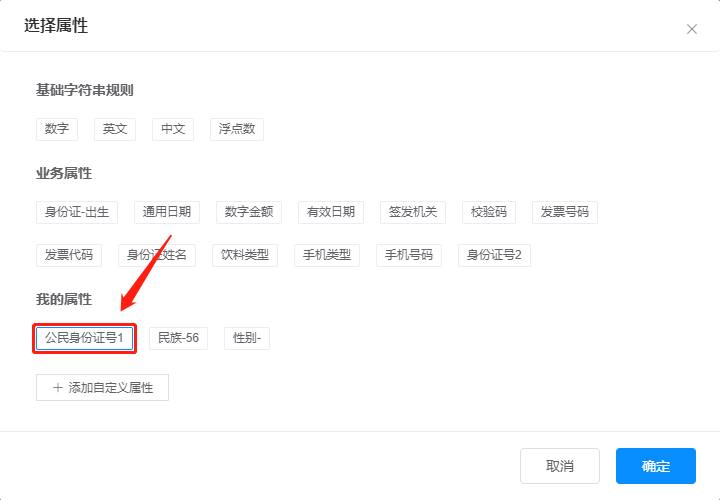 选择属性
基础字符串规则
数字 英文 中文 浮点数
业务属性
身份证-出生 通用日期 数字金额 有效日期 签发机关 校验码 发票号码
发票代码 身份证姓名 饮料类型 手机类型 手机号码 身份证号2
我的属性
公民身份证号1 民族-56 性别-
添加自定义属性
取消 确定